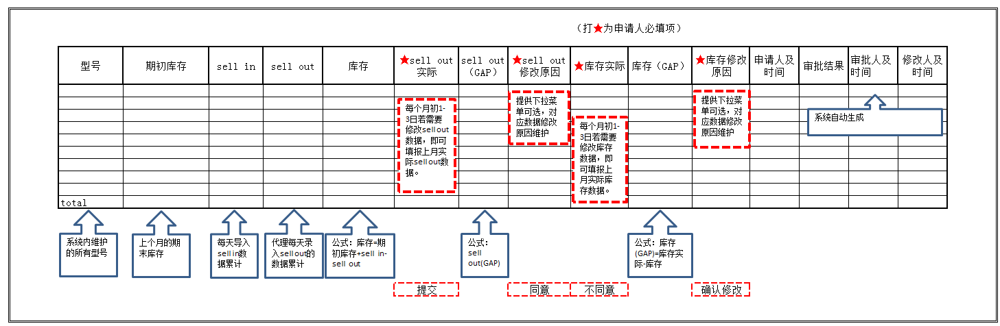 （打★为申请人必填项）
型号
期初库存
sell in
sell out
库存
★sell out
实际
sell out
（GAP）
★sell out
修改原因
★库存实际
库存（GAP）
★库存修改
原因
申请人及
时间
审批结果
审批人及
时间
修改人及
时间
每个月初1-
3日若需要
修改sellout
数据，即可
填报上月实
际sellout数
据。
提供下拉菜
单可选，对
应数据修改
原因维护
每个月初1-
3日若需要
修改库存
数据，即
可填报上
月实际库
存数据。
提供下拉菜
单可选，对
应数据修改
原因维护
系统自动生成
total
系统内维护
的所有型号
上个月的期
末库存
每天导入
sellin数
据累计
代理每天录
入sellout的
数据累计
公式：库存=期
初库存+sell in-
sell out
公式：
sell
out(GAP)
公式：库存
(GAP)=库存实
际-库存
提交
同意
不同意
确认修改